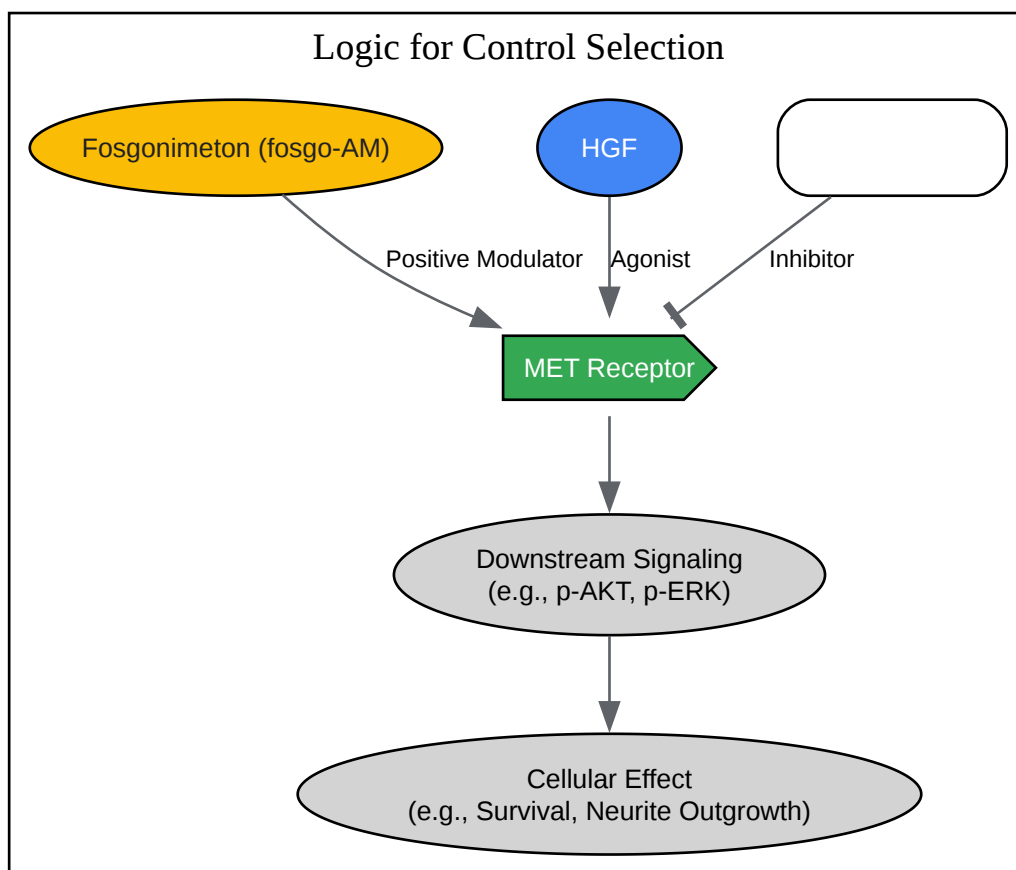 Logic for Control Selection
Fosgonimeton (fosgo-AM)
HGF
Positive Modulator
Agonist
Inhibitor
MET Receptor
Downstream Signaling
(e.g., p-AKT, p-ERK)
Cellular Effect
(e.g., Survival, Neurite Outgrowth)